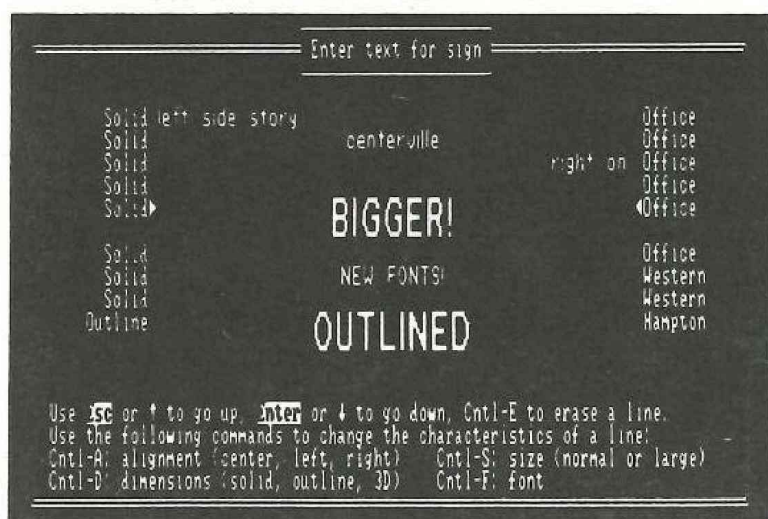 Enter text for sign
Solid left side story Office
Solid centerville Office
Solid right on Office
Solid Office
Solid BIGGER! Office
Solid Office
Solid NEW FONTS! Western
Solid Western
Outline OUTLINED Hampton
Use Esc or ↑ to go up, Enter or ↓ to go down, Cntl-E to erase a line.
Use the following commands to change the characteristics of a line:
Cntl-A: alignment (center, left, right) Cntl-S: size (normal or large)
Cntl-D: dimensions (solid, outline, 3D) Cntl-F: font